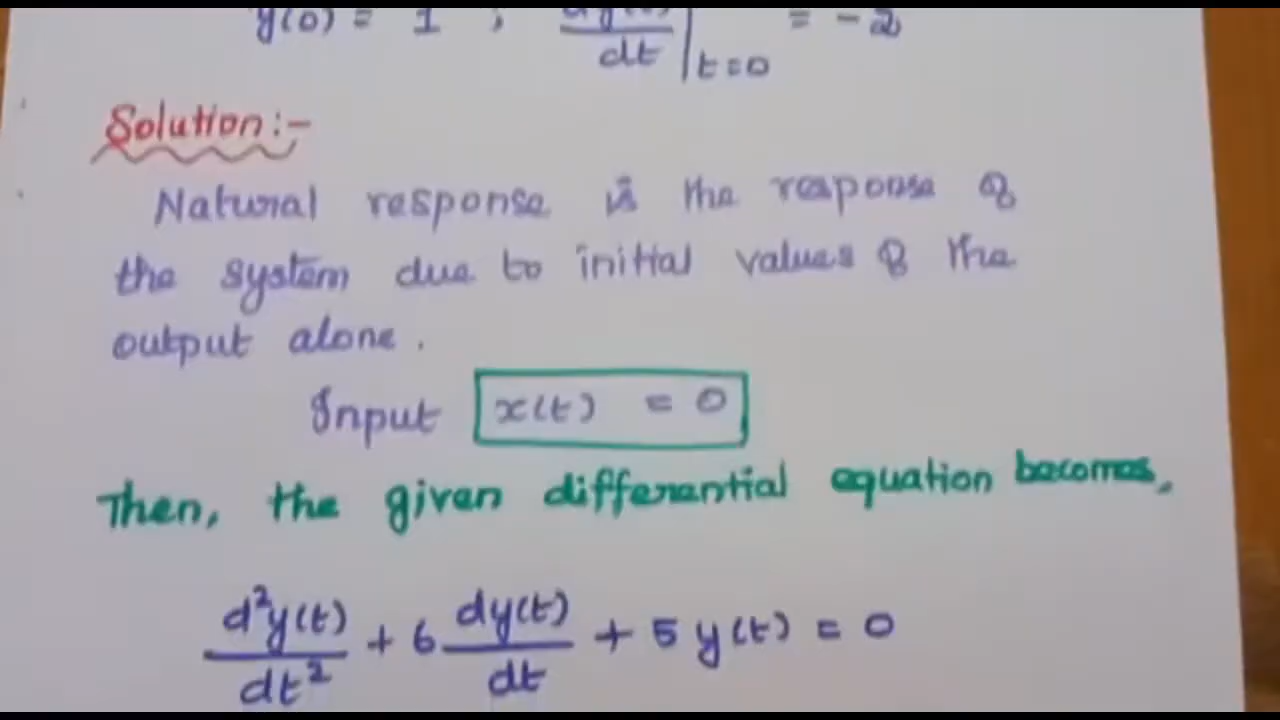 y(0) = 1 ; dy(0)/dt |t=0 = -2
Solution:-
Natural response is the response of
the system due to initial values of the
output alone.
Input x(t) = 0
Then, the given differential equation becomes,
d²y(t)/dt² + 6 dy(t)/dt + 5 y(t) = 0